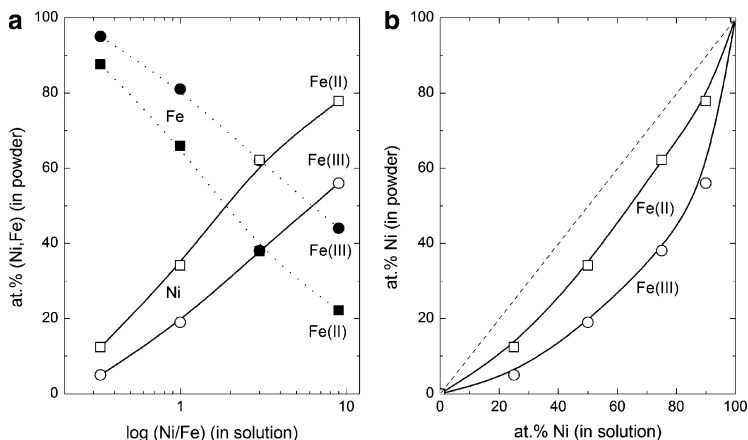 a
100
80
60
40
20
0
at.% (Ni,Fe) (in powder)
Fe(II)
Fe
Fe(III)
Ni
Fe(III)
Fe(II)
1
10
log (Ni/Fe) (in solution)
b
100
80
60
40
20
0
at.% Ni (in powder)
Fe(II)
Fe(III)
0
20
40
60
80
100
at.% Ni (in solution)